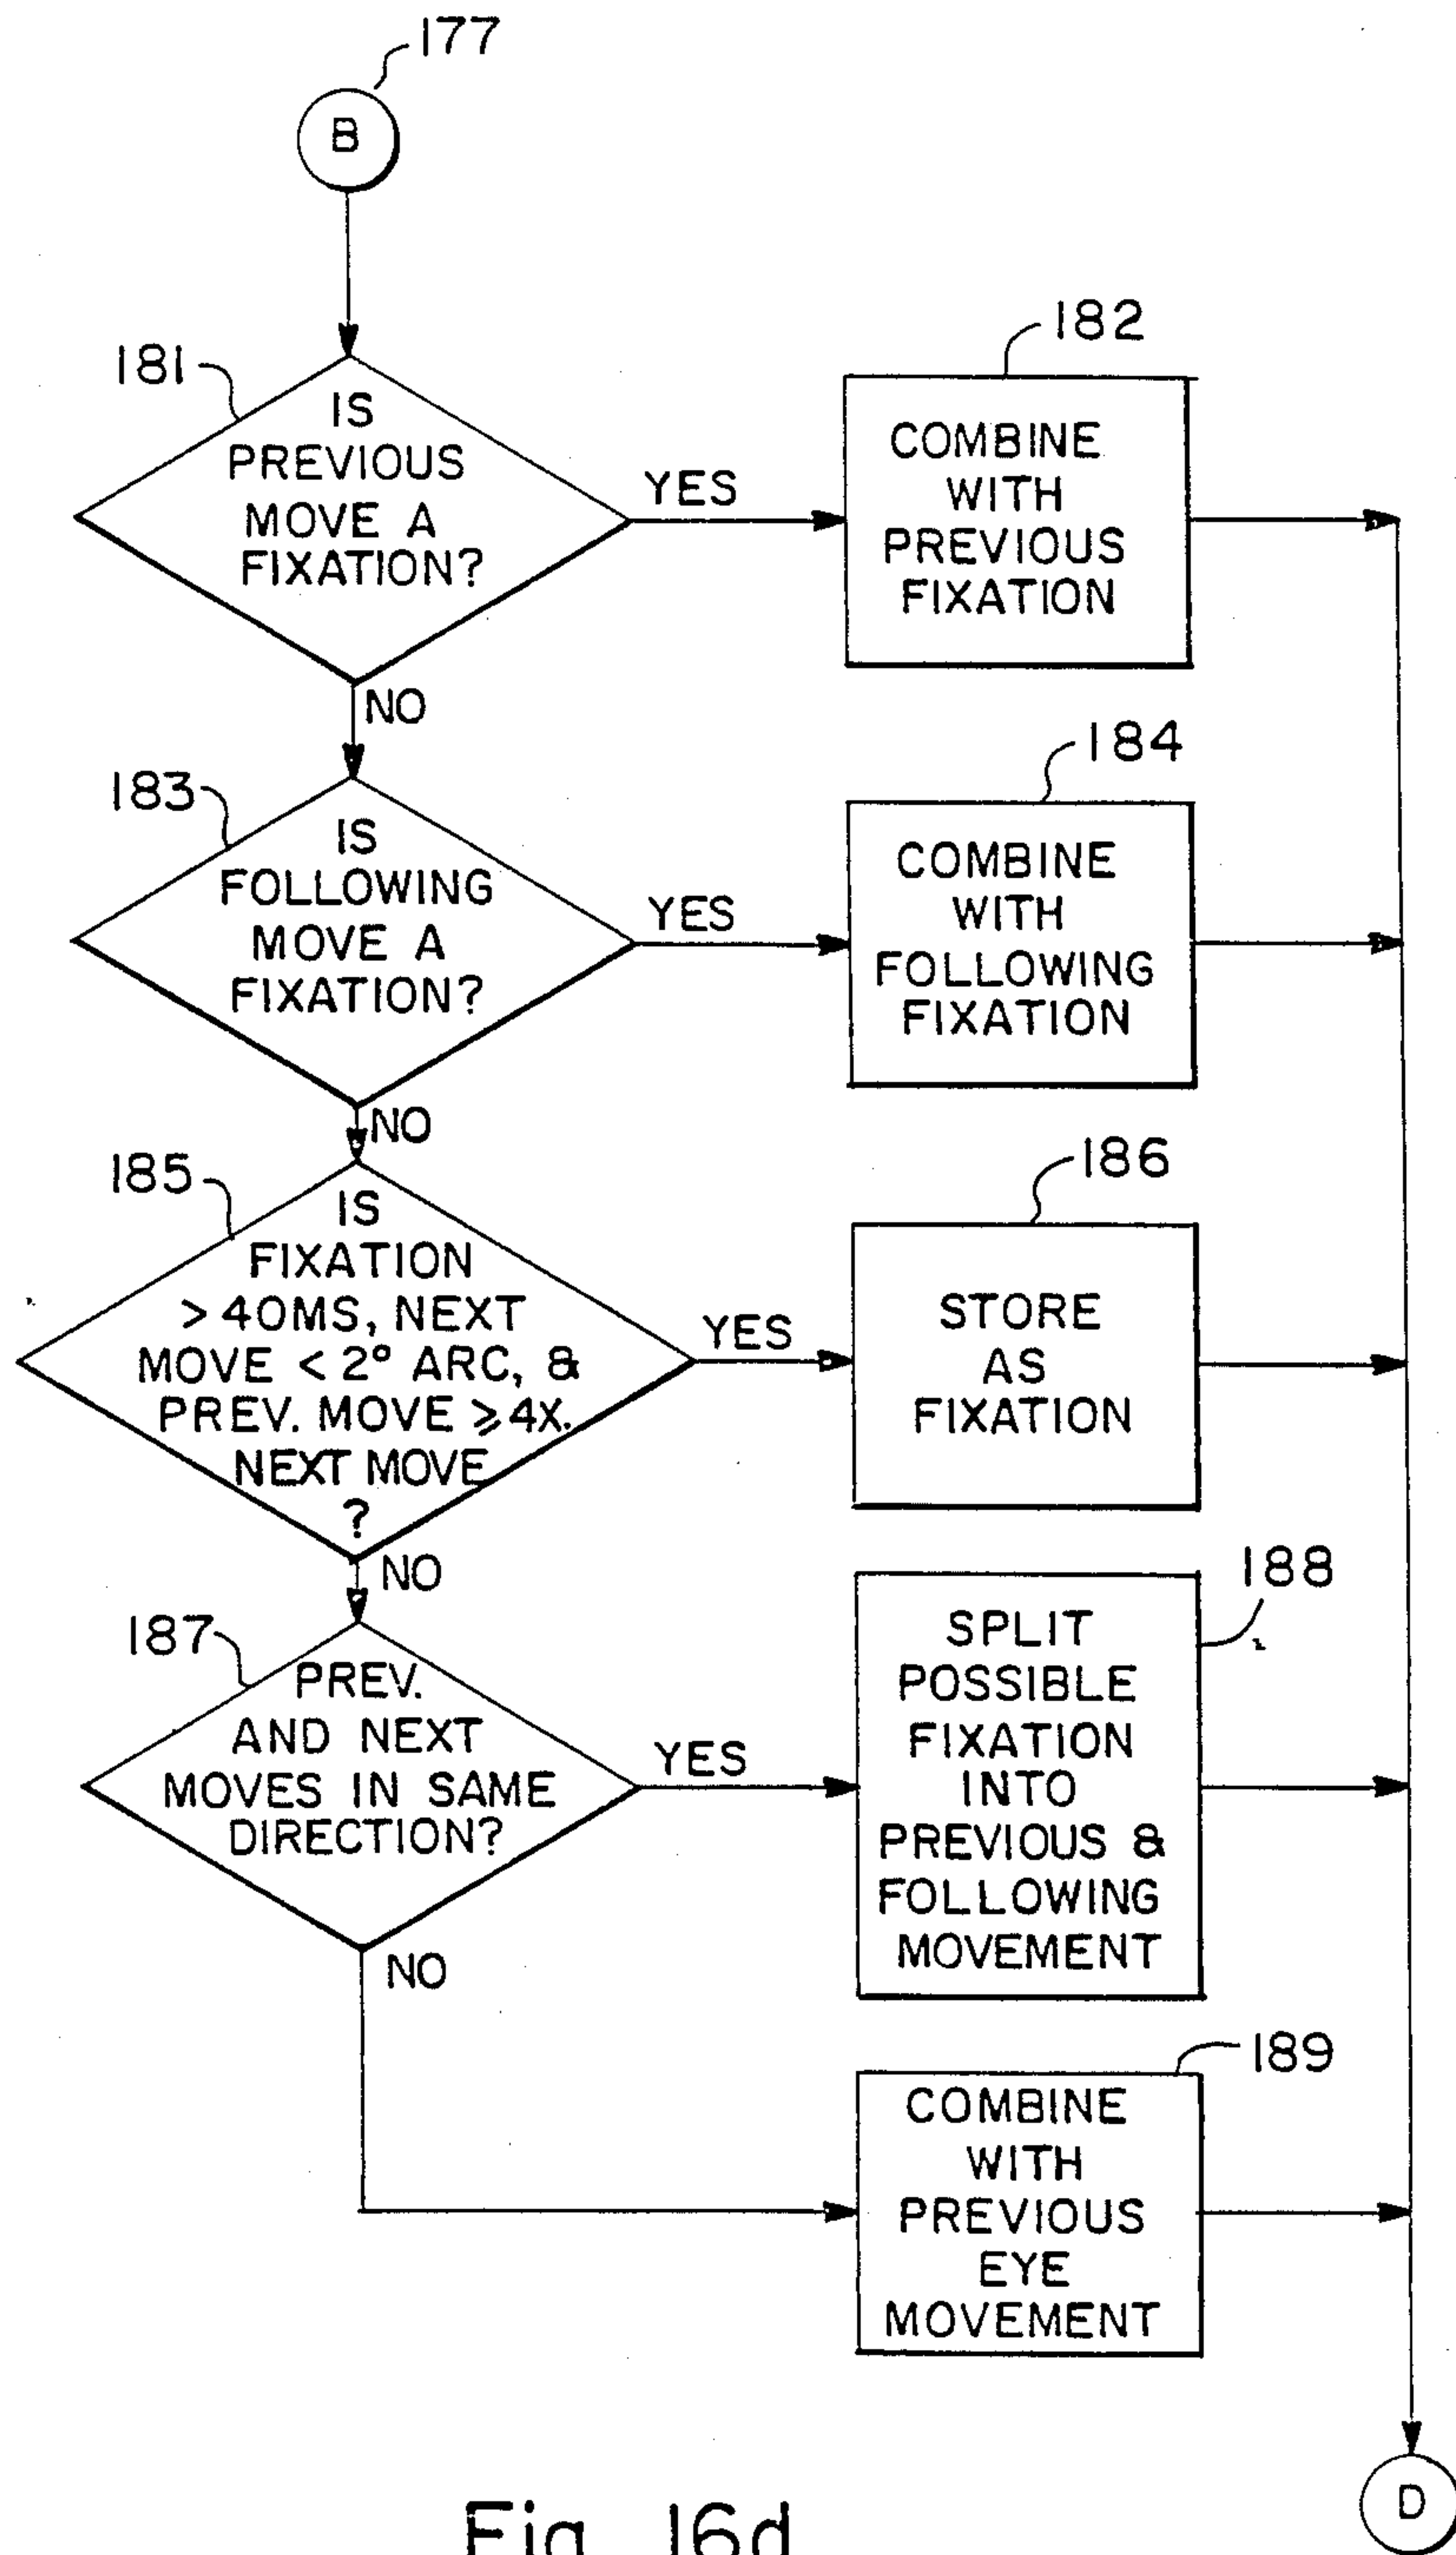 177
B
181
IS
PREVIOUS
MOVE A
FIXATION?
YES
182
COMBINE
WITH
PREVIOUS
FIXATION
NO
183
IS
FOLLOWING
MOVE A
FIXATION?
YES
184
COMBINE
WITH
FOLLOWING
FIXATION
NO
185
IS
FIXATION
> 40MS, NEXT
MOVE < 2° ARC, &
PREV. MOVE ⩾ 4X.
NEXT MOVE
?
YES
186
STORE
AS
FIXATION
NO
187
PREV.
AND NEXT
MOVES IN SAME
DIRECTION?
YES
188
SPLIT
POSSIBLE
FIXATION
INTO
PREVIOUS &
FOLLOWING
MOVEMENT
NO
189
COMBINE
WITH
PREVIOUS
EYE
MOVEMENT
D
Fig. 16d